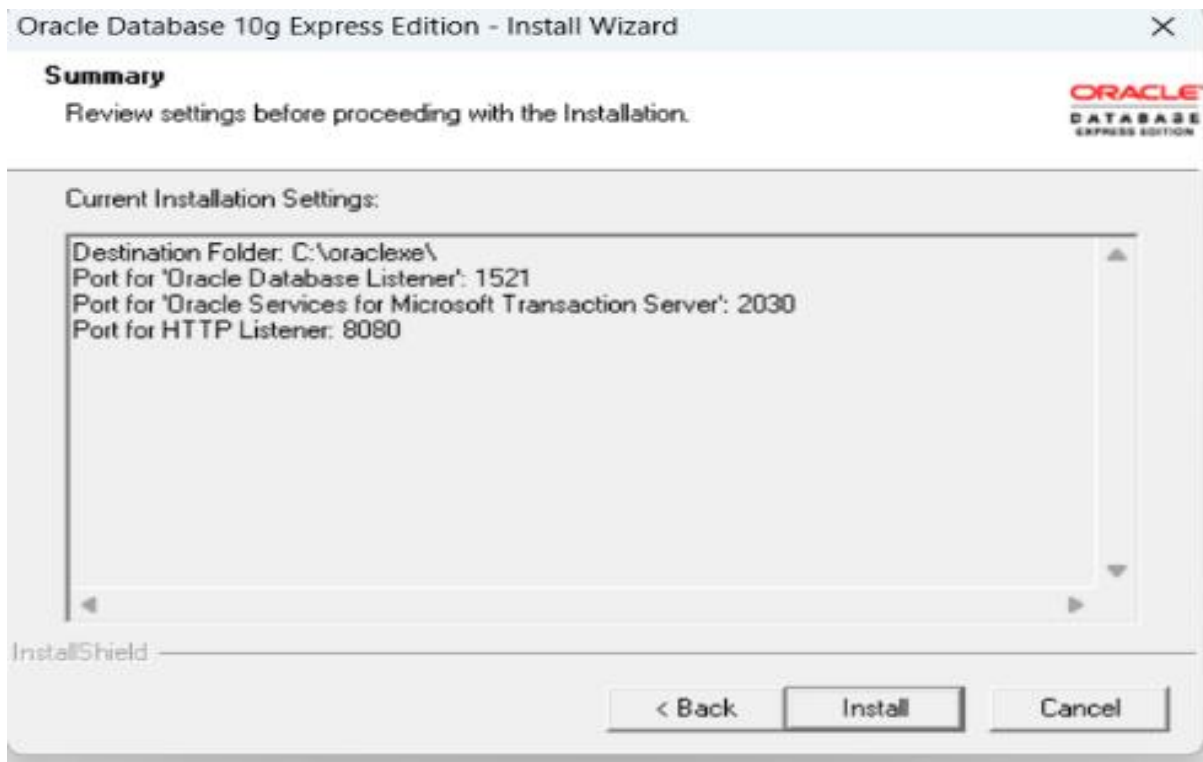 Oracle Database 10g Express Edition - Install Wizard
Summary
Review settings before proceeding with the Installation.
ORACLE
DATABASE
EXPRESS EDITION
Current Installation Settings:
Destination Folder: C:\oraclexe\
Port for 'Oracle Database Listener': 1521
Port for 'Oracle Services for Microsoft Transaction Server': 2030
Port for HTTP Listener: 8080
InstallShield
< Back
Install
Cancel